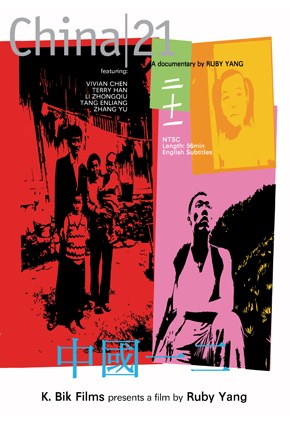 China|21
A documentary by RUBY YANG
featuring:
VIVIAN CHEN
TERRY HAN
LI ZHONGQIU
TANG ENLIANG
ZHANG YU
二十一
NTSC
Length: 56min
English Subtitles
中國一二
K. Bik Films presents a film by Ruby Yang